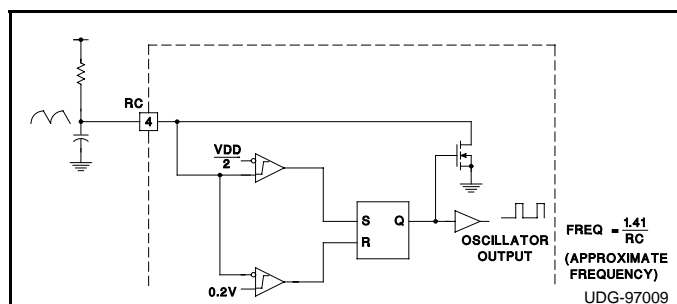 RC
4
VDD
2
S Q
R
0.2V
OSCILLATOR
OUTPUT
FREQ = 1.41
RC
(APPROXIMATE
FREQUENCY)
UDG-97009